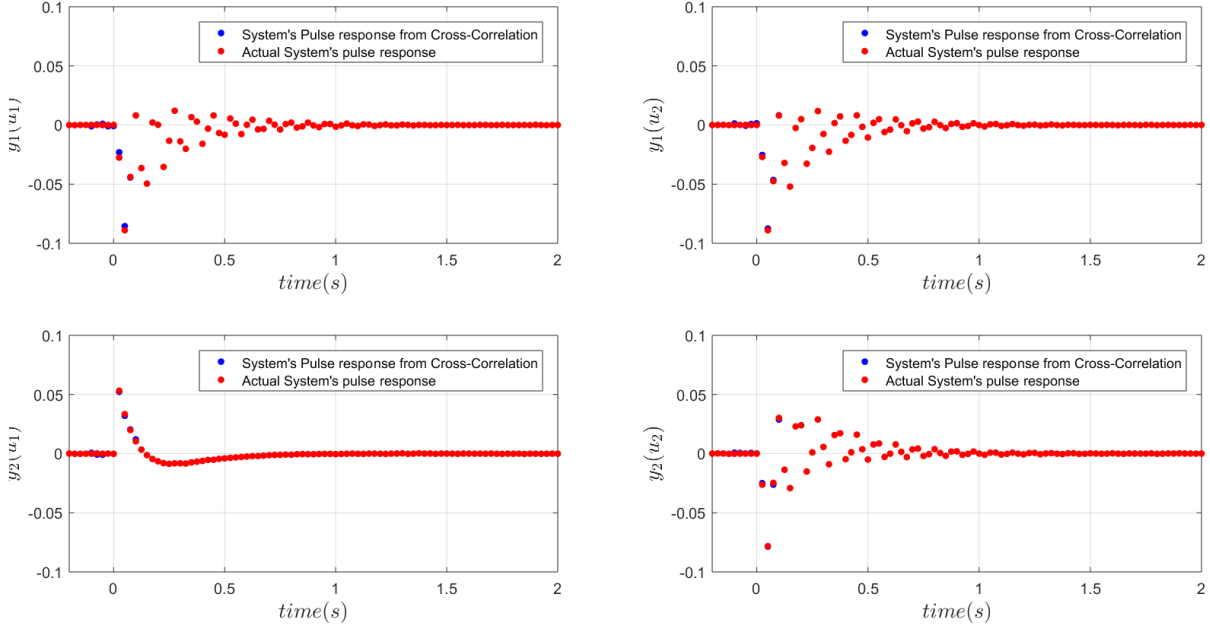 0.1
0.05
0
-0.05
-0.1
y1(u1)
System's Pulse response from Cross-Correlation
Actual System's pulse response
0 0.5 1 1.5 2
time(s)
0.1
0.05
0
-0.05
-0.1
y1(u2)
System's Pulse response from Cross-Correlation
Actual System's pulse response
0 0.5 1 1.5 2
time(s)
0.1
0.05
0
-0.05
-0.1
y2(u1)
System's Pulse response from Cross-Correlation
Actual System's pulse response
0 0.5 1 1.5 2
time(s)
0.1
0.05
0
-0.05
-0.1
y2(u2)
System's Pulse response from Cross-Correlation
Actual System's pulse response
0 0.5 1 1.5 2
time(s)